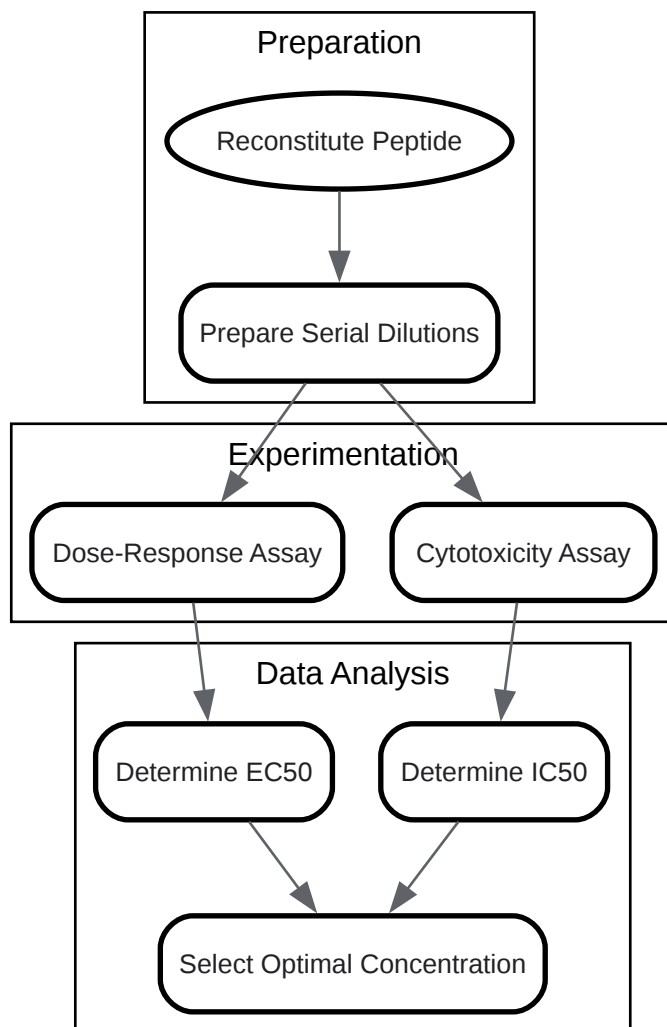 Preparation
Reconstitute Peptide
Prepare Serial Dilutions
Experimentation
Dose-Response Assay
Cytotoxicity Assay
Data Analysis
Determine EC50
Determine IC50
Select Optimal Concentration